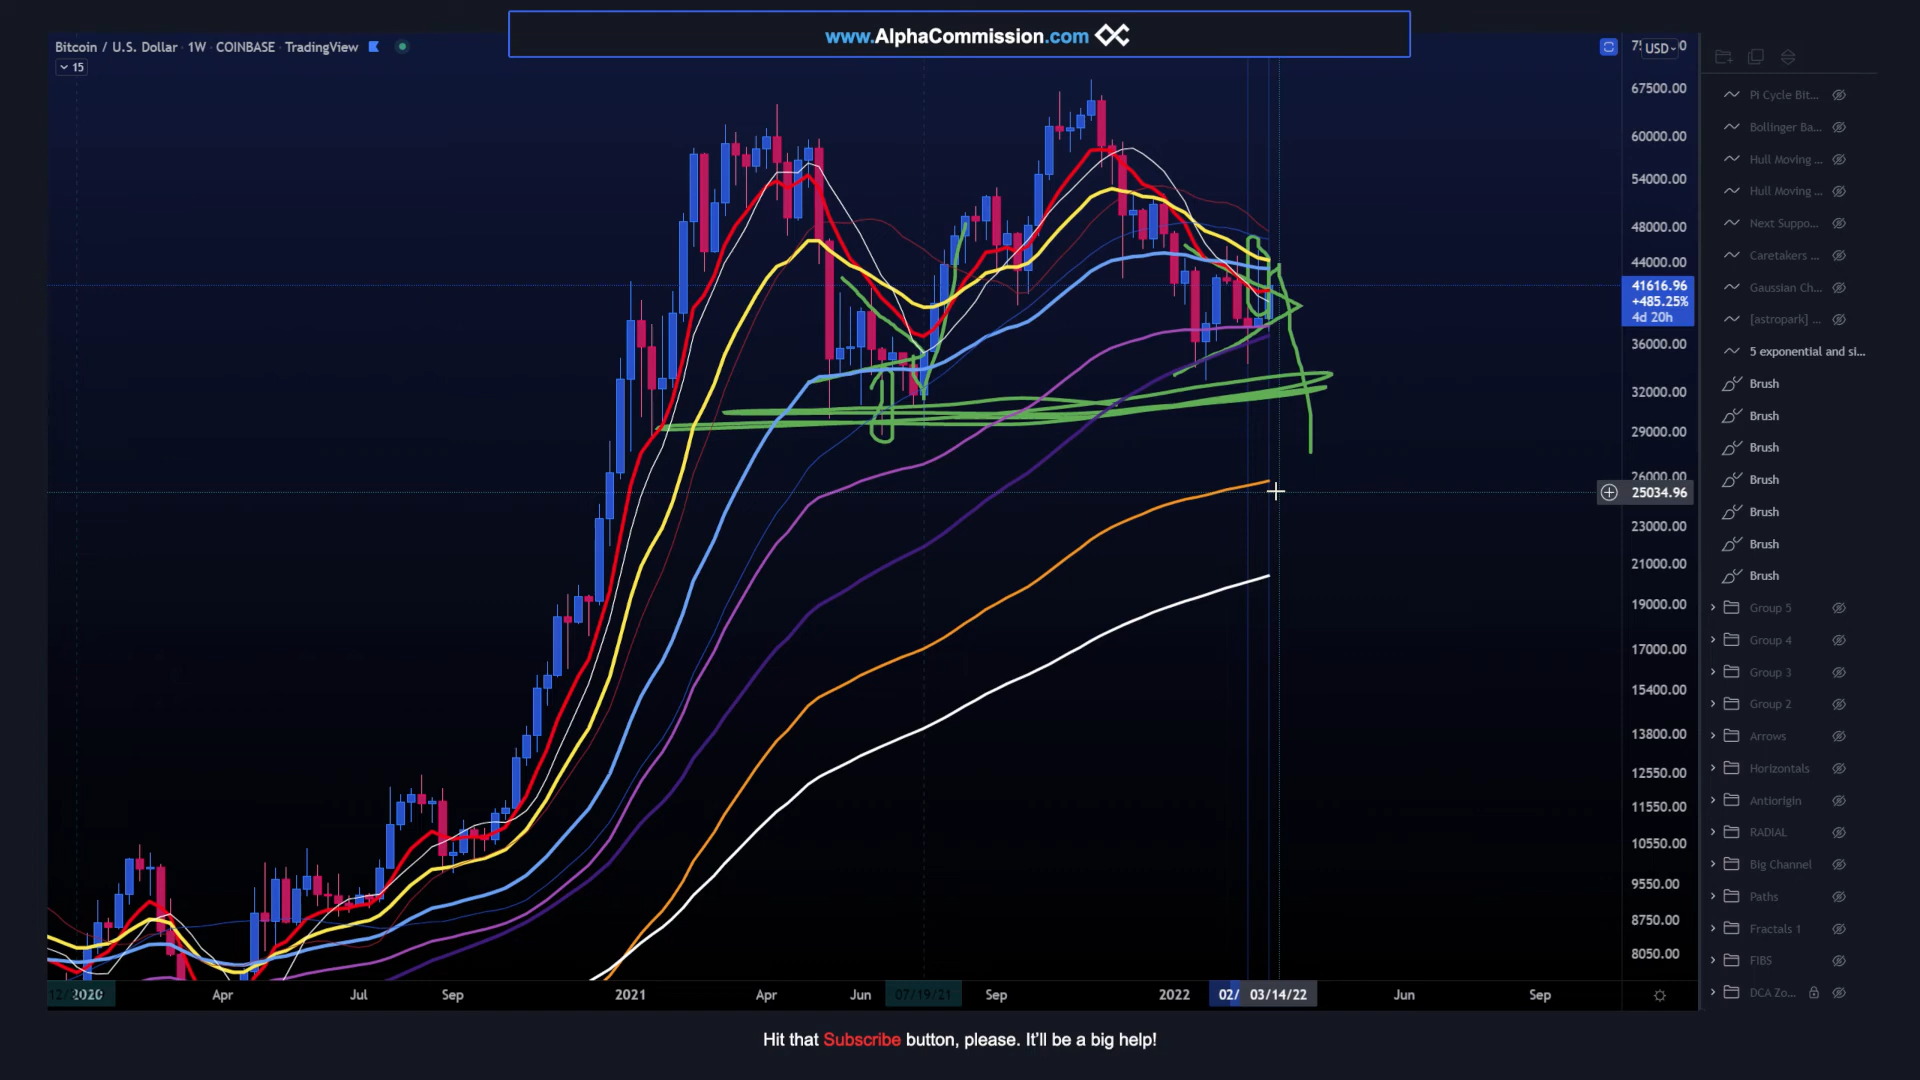 www.AlphaCommission.com
Bitcoin / U.S. Dollar · 1W · COINBASE · TradingView
15
USD
67500.00
60000.00
54000.00
48000.00
44000.00
41616.96
+485.25%
4d 20h
36000.00
32000.00
29000.00
26000.00
25034.96
23000.00
21000.00
19000.00
17000.00
15400.00
13800.00
12550.00
11550.00
10550.00
9550.00
8750.00
8050.00
2020 Apr Jul Sep 2021 Apr Jun 07/19/21 Sep 2022 02/ 03/14/22 Jun Sep
Pi Cycle Bit...
Bollinger Ba...
Hull Moving ...
Hull Moving ...
Next Suppo...
Caretakers ...
Gaussian Ch...
[astropark] ...
5 exponential and si...
Brush
Brush
Brush
Brush
Brush
Brush
Brush
Group 5
Group 4
Group 3
Group 2
Arrows
Horizontals
Antiorigin
RADIAL
Big Channel
Paths
Fractals 1
FIBS
DCA Zo...
Hit that Subscribe button, please. It'll be a big help!